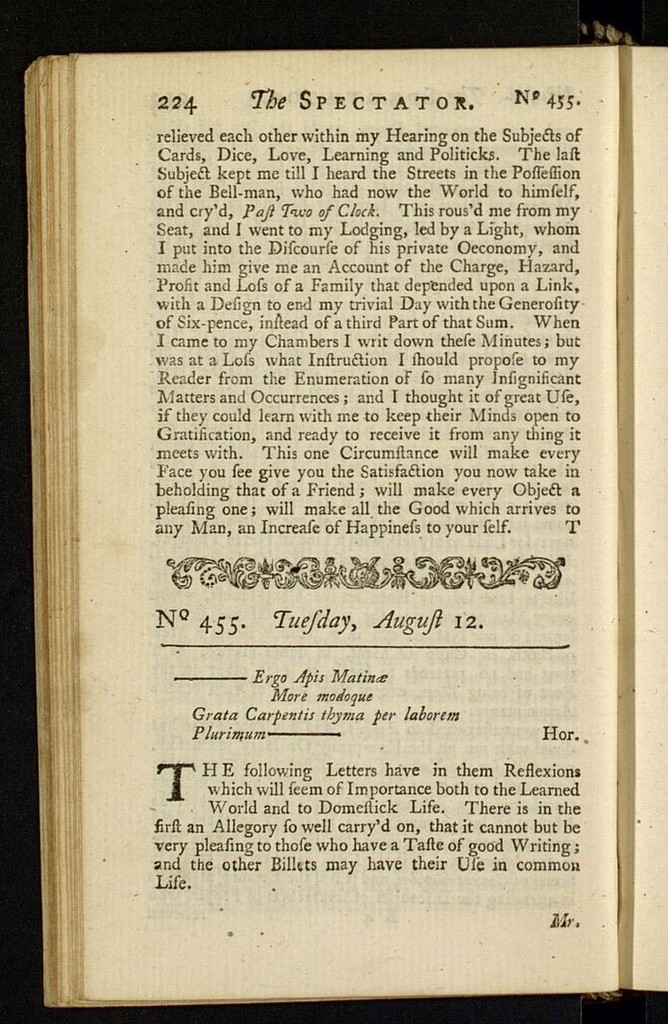 224 The SPECTATOR. Nº 455.
relieved each other within my Hearing on the Subjects of
Cards, Dice, Love, Learning and Politicks. The laſt
Subject kept me till I heard the Streets in the Poſſeſſion
of the Bell-man, who had now the World to himſelf,
and cry'd, Paſt Two of Clock. This rous'd me from my
Seat, and I went to my Lodging, led by a Light, whom
I put into the Diſcourſe of his private Oeconomy, and
made him give me an Account of the Charge, Hazard,
Profit and Loſs of a Family that depended upon a Link,
with a Deſign to end my trivial Day with the Generoſity
of Six-pence, inſtead of a third Part of that Sum. When
I came to my Chambers I writ down theſe Minutes; but
was at a Loſs what Inſtruction I ſhould propoſe to my
Reader from the Enumeration of ſo many Inſignificant
Matters and Occurrences; and I thought it of great Uſe,
if they could learn with me to keep their Minds open to
Gratification, and ready to receive it from any thing it
meets with. This one Circumſtance will make every
Face you ſee give you the Satisfaction you now take in
beholding that of a Friend; will make every Object a
pleaſing one; will make all the Good which arrives to
any Man, an Increaſe of Happineſs to your ſelf. T
Nº 455. Tueſday, Auguſt 12.
——— Ergo Apis Matinæ
More modoque
Grata Carpentis thyma per laborem
Plurimum ——— Hor.
THE following Letters have in them Reflexions
which will ſeem of Importance both to the Learned
World and to Domeſtick Life. There is in the
firſt an Allegory ſo well carry'd on, that it cannot but be
very pleaſing to thoſe who have a Taſte of good Writing;
and the other Billets may have their Uſe in common
Life.
Mr.